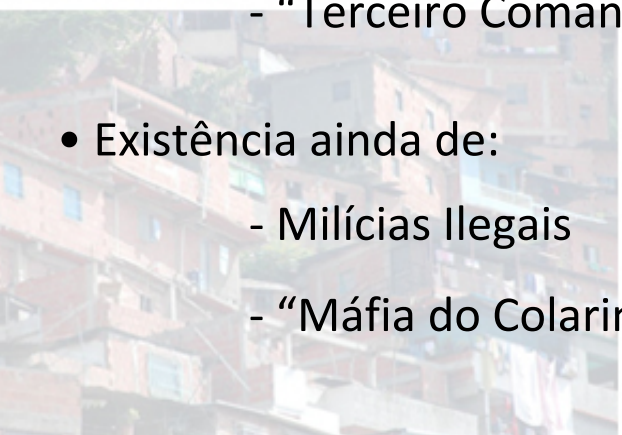 - “Terceiro Coman
• Existência ainda de:
- Milícias Ilegais
- “Máfia do Colarin